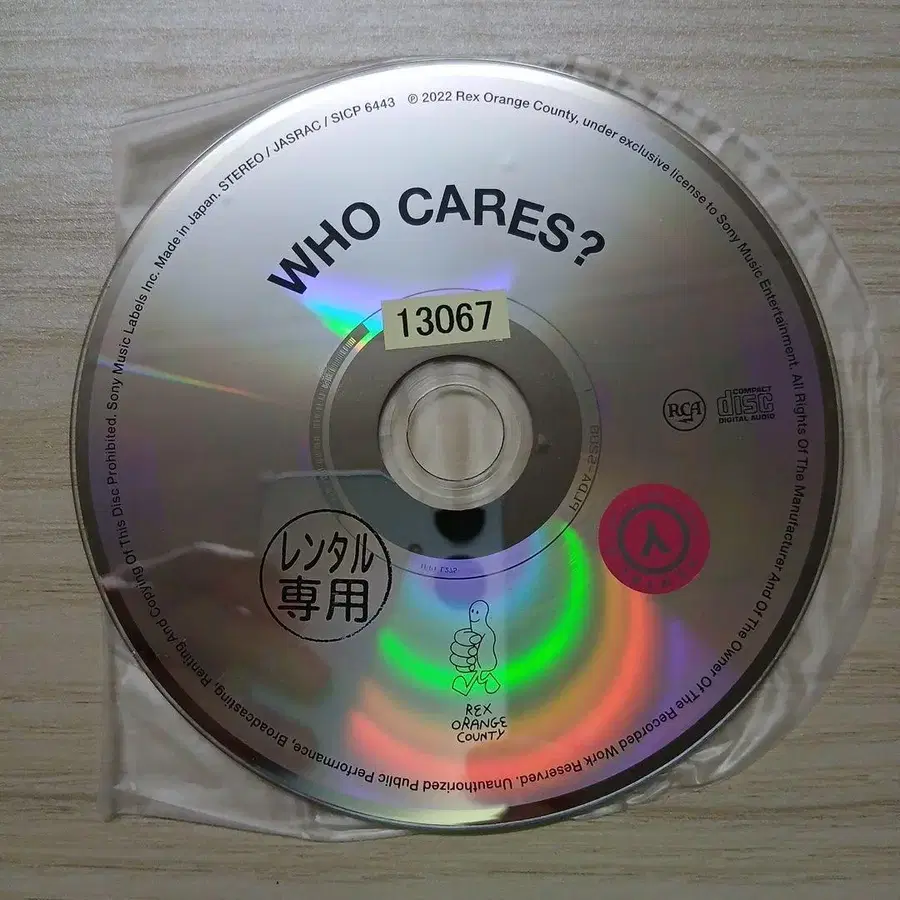 STEREO / JASRAC / SICP 6443 ℗ 2022 Rex Orange County, under exclusive license to Sony Music Entertainment. All Rights Of The Manufacturer And Of The Owner Of The Recorded Work Reserved. Unauthorized Public Performance, Broadcasting, Renting And Copying Of This Disc Prohibited. Sony Music Labels Inc. Made in Japan.
WHO CARES?
13067
RCA
COMPACT
disc
DIGITAL AUDIO
レンタル
専用
REX
ORANGE
COUNTY